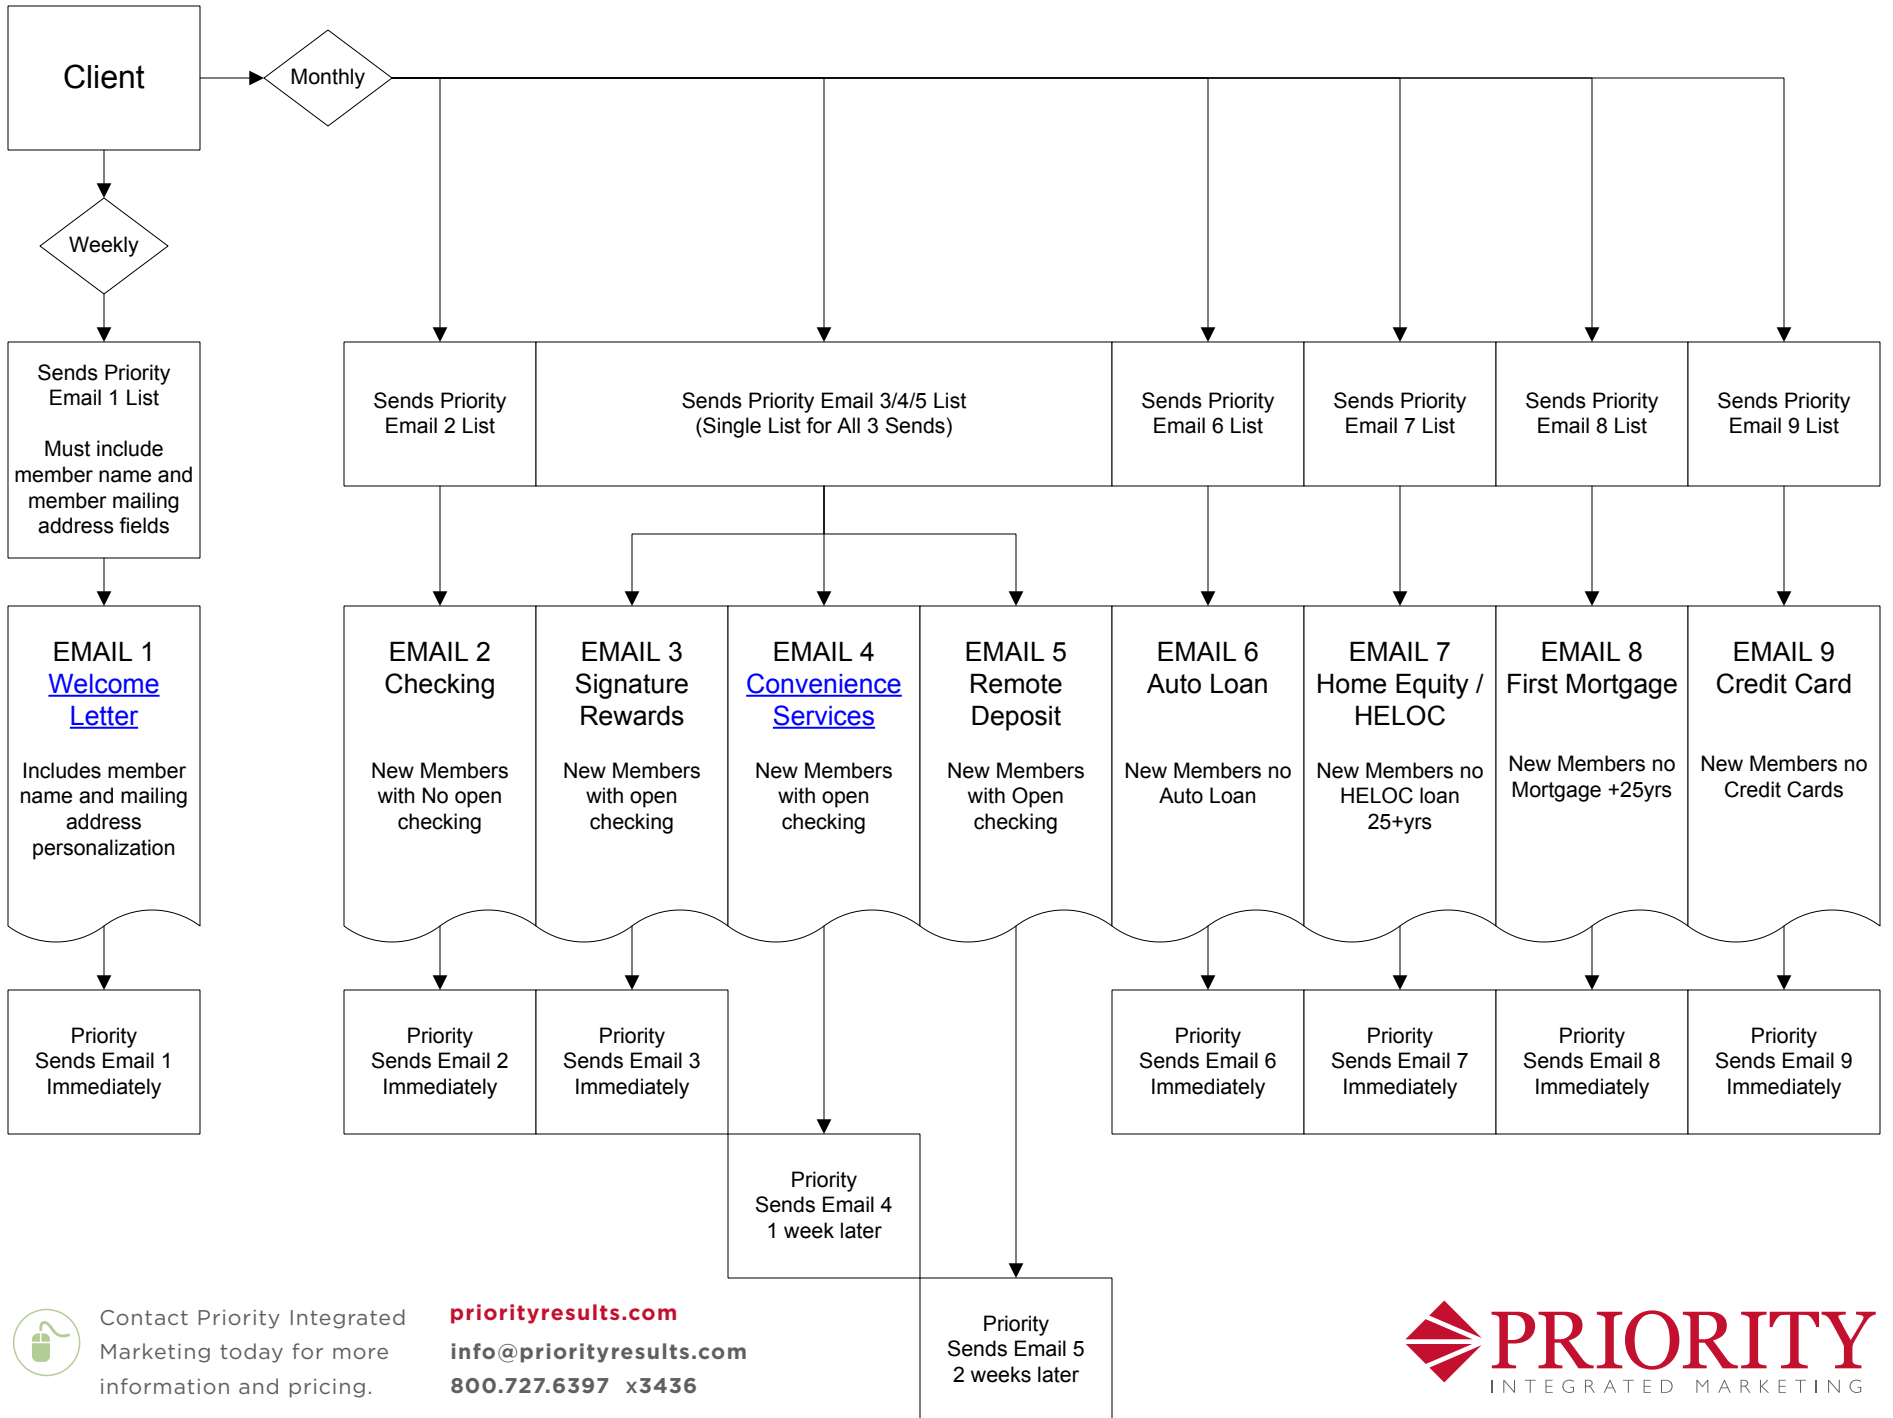 Client
Monthly
Weekly
Sends Priority
Email 1 List
Must include
member name and
member mailing
address fields
Sends Priority
Email 2 List
Sends Priority Email 3/4/5 List
(Single List for All 3 Sends)
Sends Priority
Email 6 List
Sends Priority
Email 7 List
Sends Priority
Email 8 List
Sends Priority
Email 9 List
EMAIL 1
Welcome
Letter
Includes member
name and mailing
address
personalization
EMAIL 2
Checking
New Members
with No open
checking
EMAIL 3
Signature
Rewards
New Members
with open
checking
EMAIL 4
Convenience
Services
New Members
with open
checking
EMAIL 5
Remote
Deposit
New Members
with Open
checking
EMAIL 6
Auto Loan
New Members no
Auto Loan
EMAIL 7
Home Equity /
HELOC
New Members no
HELOC loan
25+yrs
EMAIL 8
First Mortgage
New Members no
Mortgage +25yrs
EMAIL 9
Credit Card
New Members no
Credit Cards
Priority
Sends Email 1
Immediately
Priority
Sends Email 2
Immediately
Priority
Sends Email 3
Immediately
Priority
Sends Email 4
1 week later
Priority
Sends Email 5
2 weeks later
Priority
Sends Email 6
Immediately
Priority
Sends Email 7
Immediately
Priority
Sends Email 8
Immediately
Priority
Sends Email 9
Immediately
Contact Priority Integrated
Marketing today for more
information and pricing.
priorityresults.com
info@priorityresults.com
800.727.6397 x3436
PRIORITY
INTEGRATED MARKETING